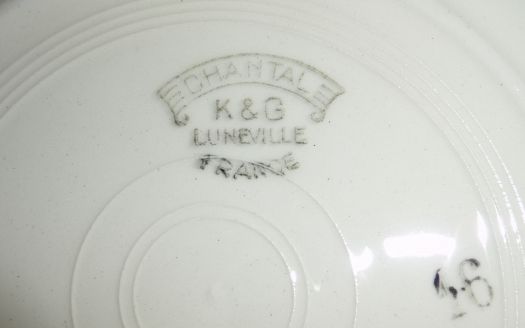 CHANTAL
K & G
LUNEVILLE
FRANCE